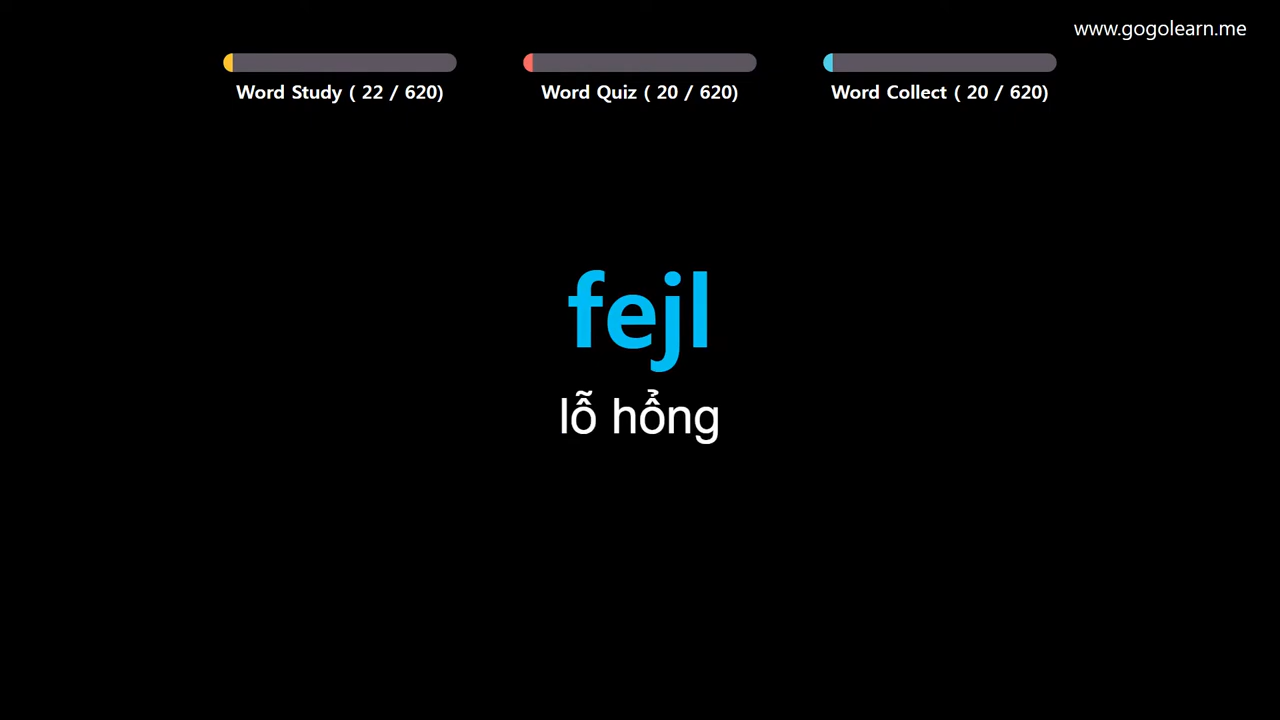 www.gogolearn.me
Word Study ( 22 / 620)
Word Quiz ( 20 / 620)
Word Collect ( 20 / 620)
fejl
lỗ hổng